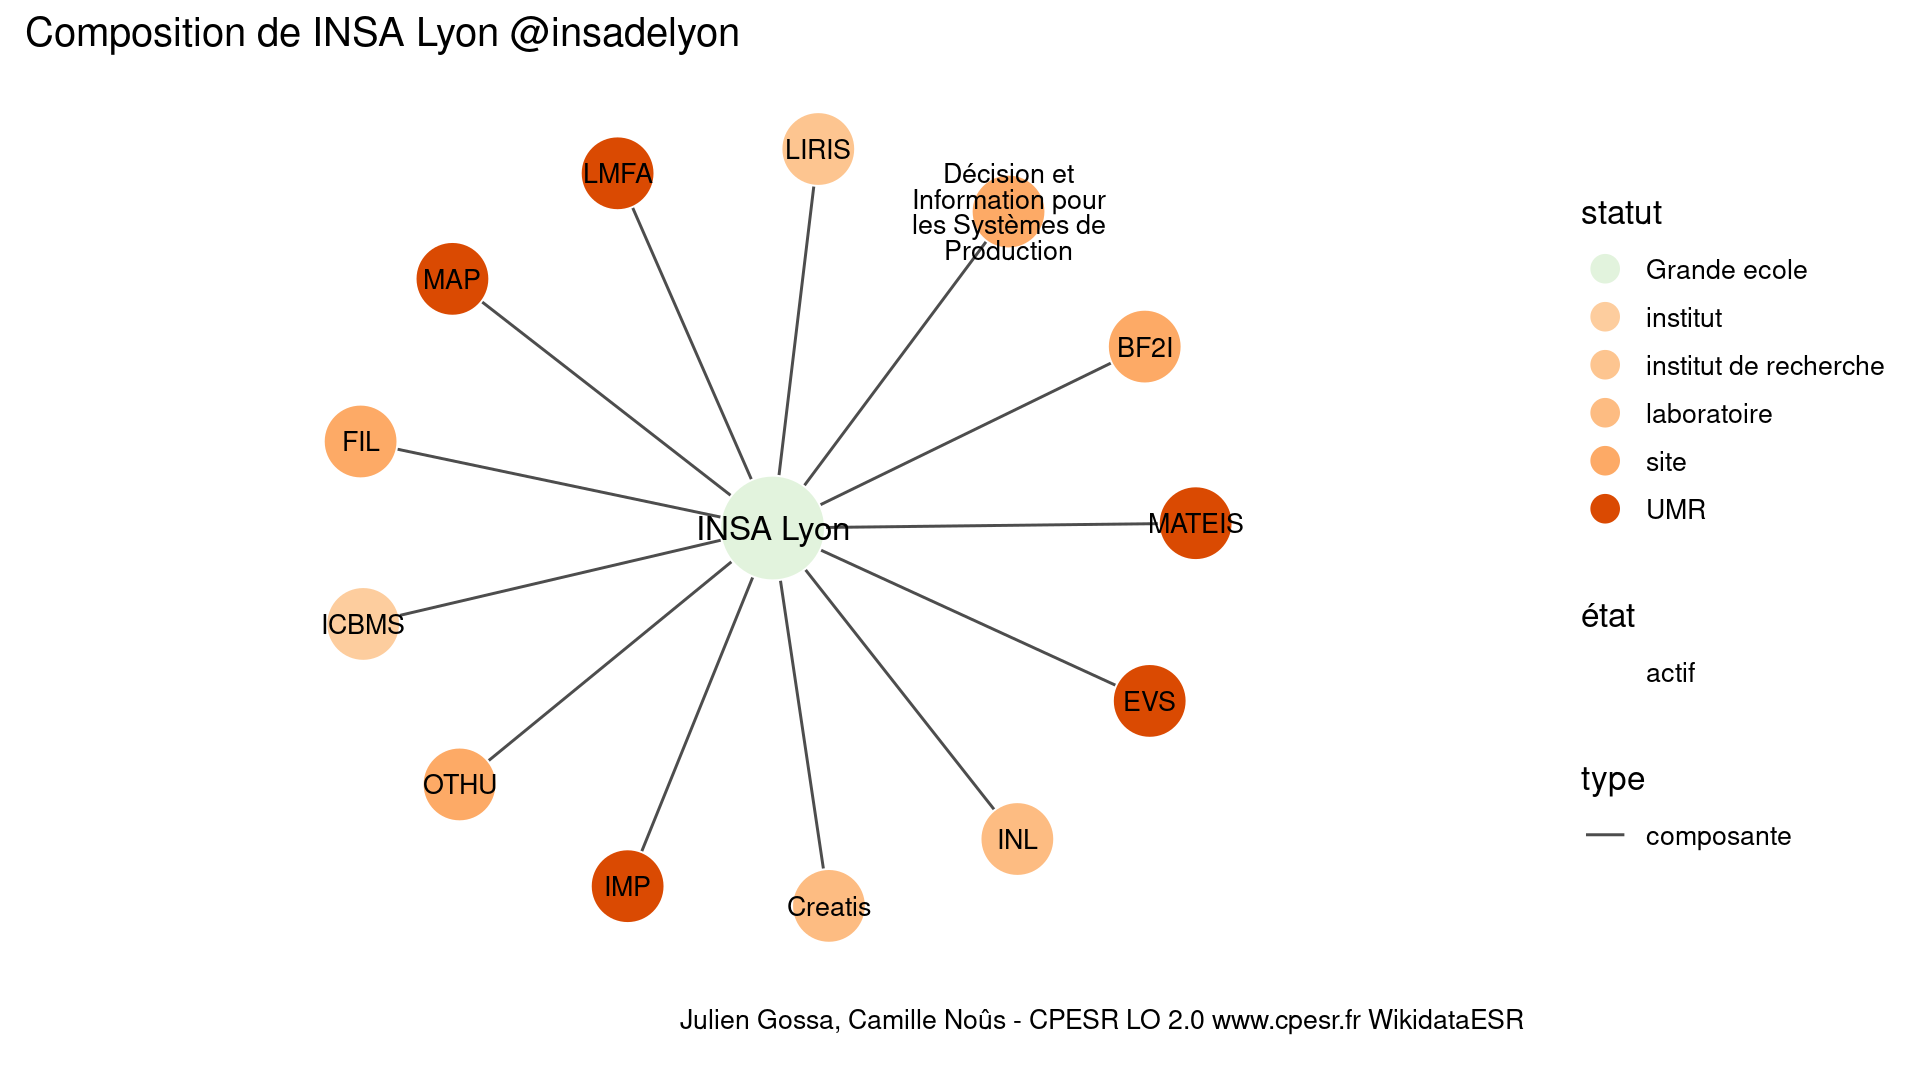 Composition de INSA Lyon @insadelyon
LIRIS
LMFA
Décision et
Information pour
les Systèmes de
Production
MAP
BF2I
FIL
MATEIS
INSA Lyon
ICBMS
EVS
OTHU
INL
IMP
Creatis
statut
Grande ecole
institut
institut de recherche
laboratoire
site
UMR
état
actif
type
composante
Julien Gossa, Camille Noûs - CPESR LO 2.0 www.cpesr.fr WikidataESR